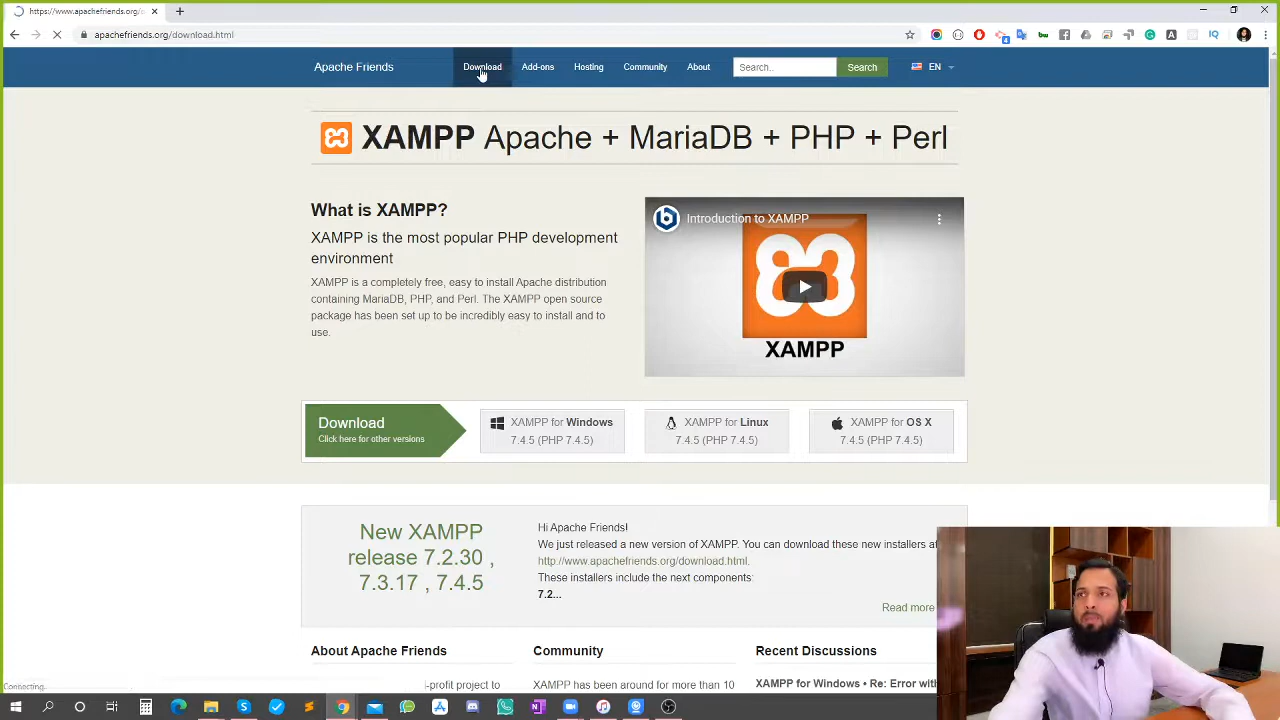 https://www.apachefriends.org/dow
apachefriends.org/download.html
Apache Friends
Download
Add-ons
Hosting
Community
About
Search..
Search
EN
XAMPP Apache + MariaDB + PHP + Perl
What is XAMPP?
XAMPP is the most popular PHP development
environment
XAMPP is a completely free, easy to install Apache distribution
containing MariaDB, PHP, and Perl. The XAMPP open source
package has been set up to be incredibly easy to install and to
use.
Introduction to XAMPP
XAMPP
Download
Click here for other versions
XAMPP for Windows
7.4.5 (PHP 7.4.5)
XAMPP for Linux
7.4.5 (PHP 7.4.5)
XAMPP for OS X
7.4.5 (PHP 7.4.5)
New XAMPP
release 7.2.30 ,
7.3.17 , 7.4.5
Hi Apache Friends!
We just released a new version of XAMPP. You can download these new installers at
http://www.apachefriends.org/download.html.
These installers include the next components:
7.2...
Read more
About Apache Friends
Community
Recent Discussions
-profit project to
XAMPP has been around for more than 10
XAMPP for Windows • Re: Error with
Connecting...